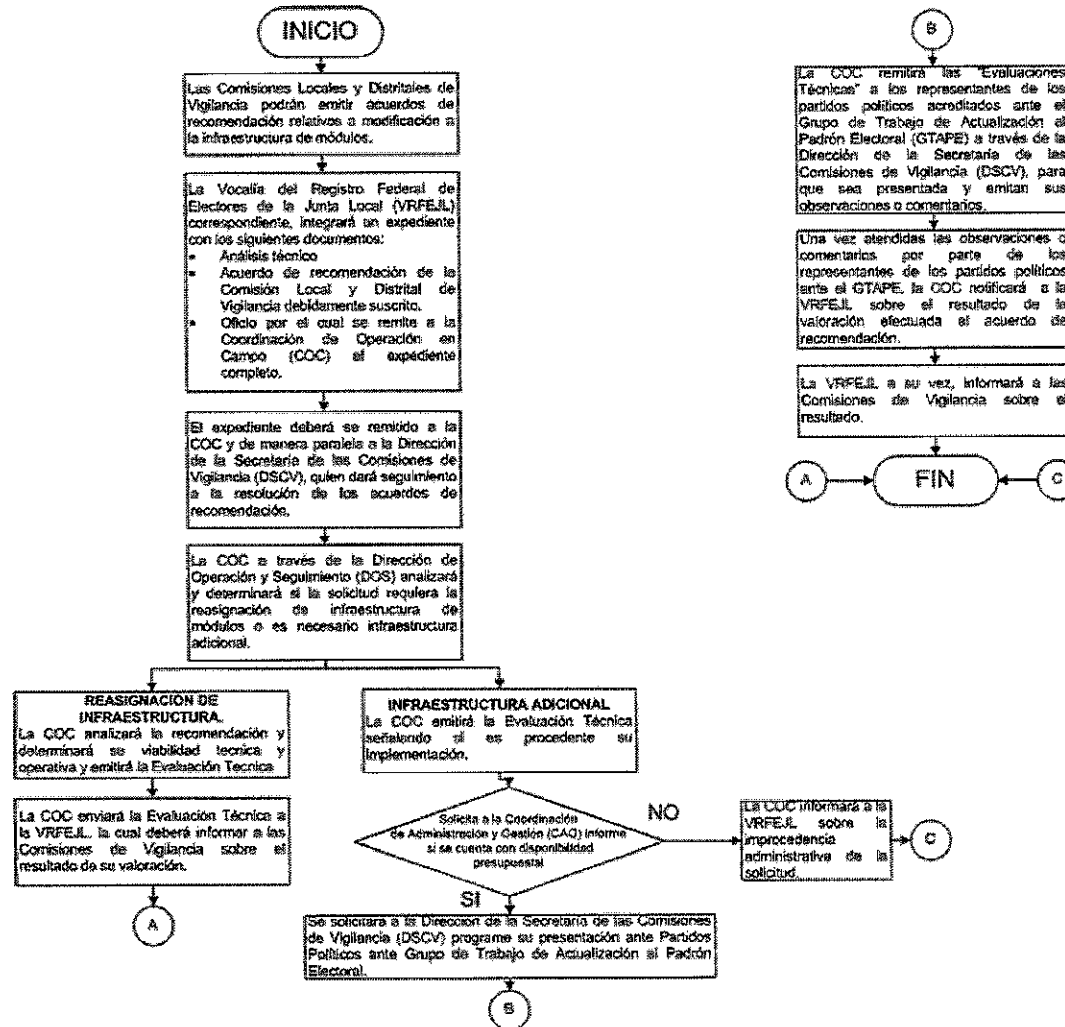 INICIO
Las Comisiones Locales y Distritales de
Vigilancia podrán emitir acuerdos de
recomendación relativos a modificación a
la infraestructura de módulos.
La Vocalía del Registro Federal de
Electores de la Junta Local (VRFEJL)
correspondiente, integrará un expediente
con los siguientes documentos:
• Análisis técnico
• Acuerdo de recomendación de la
Comisión Local y Distrital de
Vigilancia debidamente suscrito.
• Oficio por el cual se remite a la
Coordinación de Operación en
Campo (COC) el expediente
completo.
El expediente deberá se remitido a la
COC y de manera paralela a la Dirección
de la Secretaría de las Comisiones de
Vigilancia (DSCV), quien dará seguimiento
a la resolución de los acuerdos de
recomendación.
La COC a través de la Dirección de
Operación y Seguimiento (DOS) analizará
y determinará si la solicitud requiera la
reasignación de infraestructura de
módulos o es necesario infraestructura
adicional.
REASIGNACION DE
INFRAESTRUCTURA.
La COC analizará la recomendación y
determinará se viabilidad tecnica y
operativa y emitirá la Evaluación Tecnica
La COC enviará la Evaluación Técnica a
la VRFEJL, la cual deberá informar a las
Comisiones de Vigilancia sobre el
resultado de su valoración.
A
INFRAESTRUCTURA ADICIONAL
La COC emitirá la Evaluación Técnica
señalando si es procedente su
implementación.
Solicita a la Coordinación
de Administración y Gestión (CAG) informe
si se cuenta con disponibilidad
presupuestal
NO
La COC informará a la
VRFEJL sobre la
improcedencia
administrativa de la
solicitud.
C
SI
Se solicitara a la Dirección de la Secretaría de las Comisiones
de Vigilancia (DSCV) programe su presentación ante Partidos
Políticos ante Grupo de Trabajo de Actualización al Padrón
Electoral.
B
B
La COC remitirá las "Evaluaciones
Técnicas" a los representantes de los
partidos políticos acreditados ante el
Grupo de Trabajo de Actualización al
Padrón Electoral (GTAPE) a través de la
Dirección de la Secretaría de las
Comisiones de Vigilancia (DSCV), para
que sea presentada y emitan sus
observaciones o comentarios.
Una vez atendidas las observaciones o
comentarios por parte de los
representantes de los partidos políticos
ante el GTAPE, la COC notificará a la
VRFEJL sobre el resultado de la
valoración efectuada al acuerdo de
recomendación.
La VRFEJL a su vez, informará a las
Comisiones de Vigilancia sobre el
resultado.
A
FIN
C